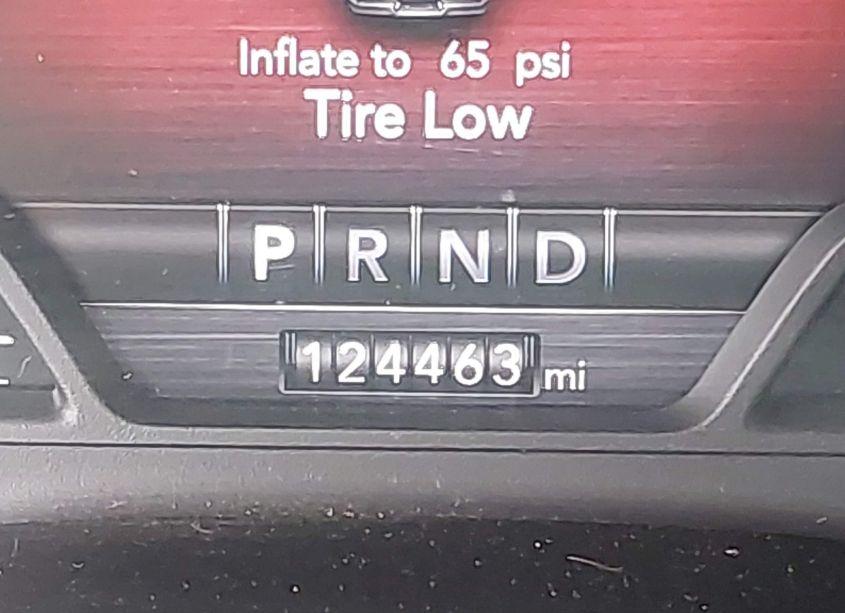 Inflate to 65 psi
Tire Low
P R N D
124463 mi